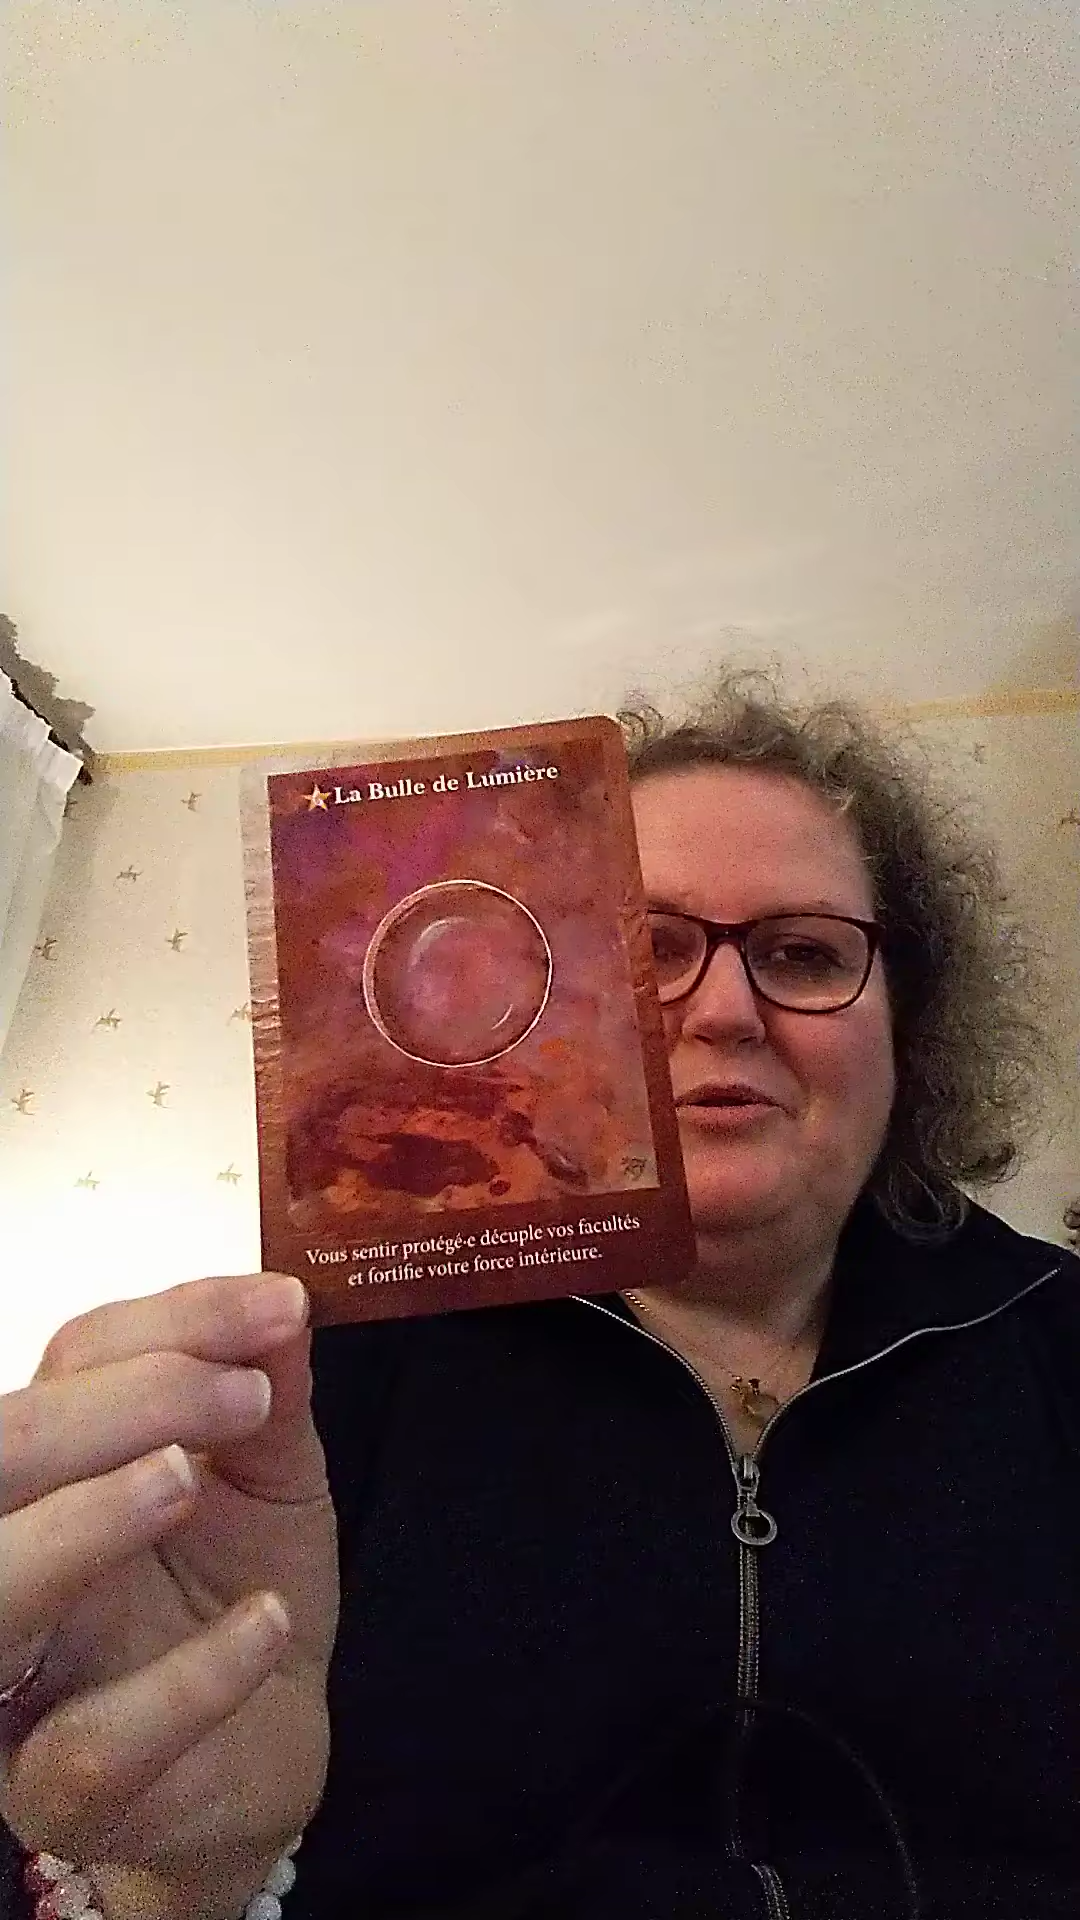 La Bulle de Lumière
Vous sentir protégé·e décuple vos facultés
et fortifie votre force intérieure.